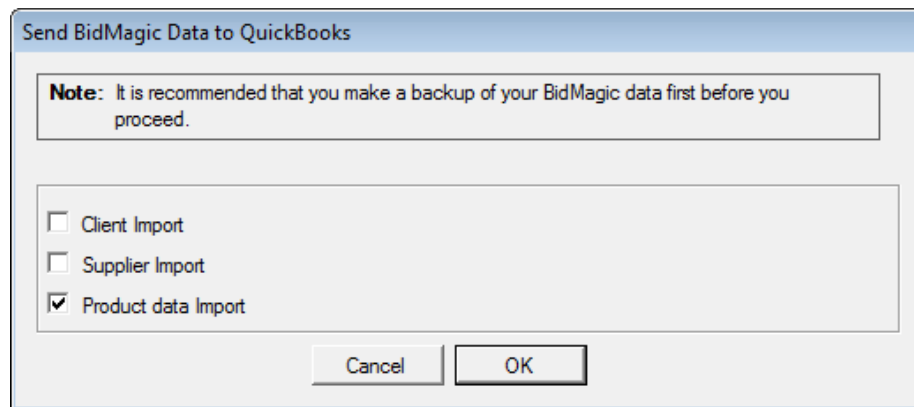 Send BidMagic Data to QuickBooks
Note: It is recommended that you make a backup of your BidMagic data first before you
proceed.
Client Import
Supplier Import
Product data Import
Cancel OK